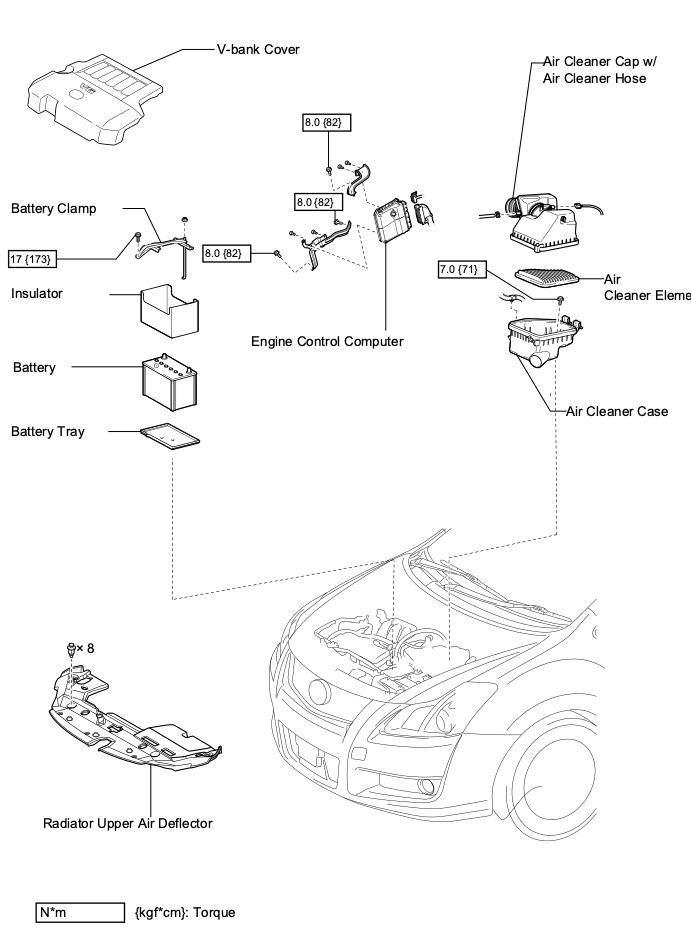 V-bank Cover
Air Cleaner Cap w/
Air Cleaner Hose
8.0 {82}
8.0 {82}
Battery Clamp
17 {173}
8.0 {82}
7.0 {71}
Insulator
Air
Cleaner Eleme
Engine Control Computer
Battery
Air Cleaner Case
Battery Tray
× 8
Radiator Upper Air Deflector
N*m {kgf*cm}: Torque